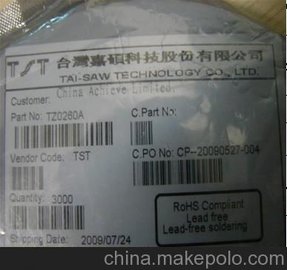 TST 台灣嘉碩科技股份有限公司
TAI-SAW TECHNOLOGY CO., LTD.
Customer: China Achieve Limited.
Part No: TZ0260A C.Part No:
Vendor Code: TST C.PO No: CP--20090527-004
Quantity: 3000
RoHS Compliant
Lead free
Lead-free soldering
Shipping Date: 2009/07/24
china.makepolo.com